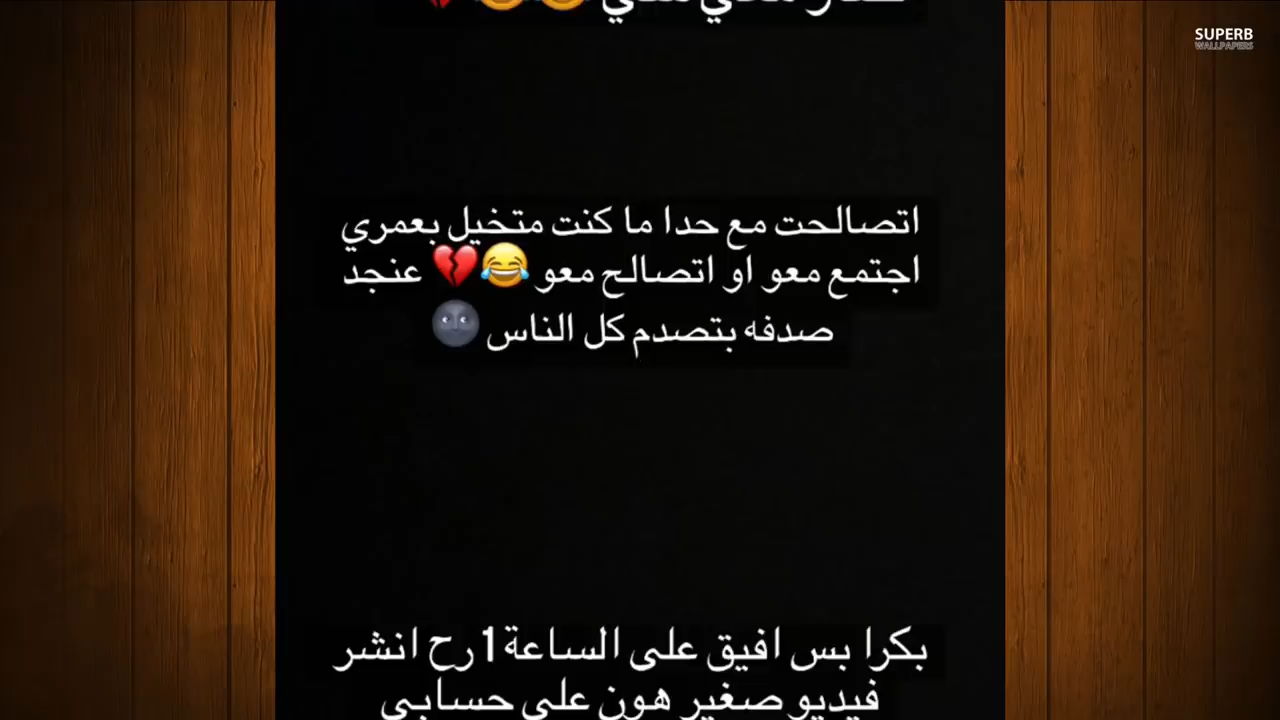 SUPERB
WALLPAPERS
اتصالحت مع حدا ما كنت متخيل بعمري
اجتمع معو او اتصالح معو 😂💔 عنجد
صدفه بتصدم كل الناس 🌚
بكرا بس افيق على الساعة 1 رح انشر
فيديو صغير هون على حسابي